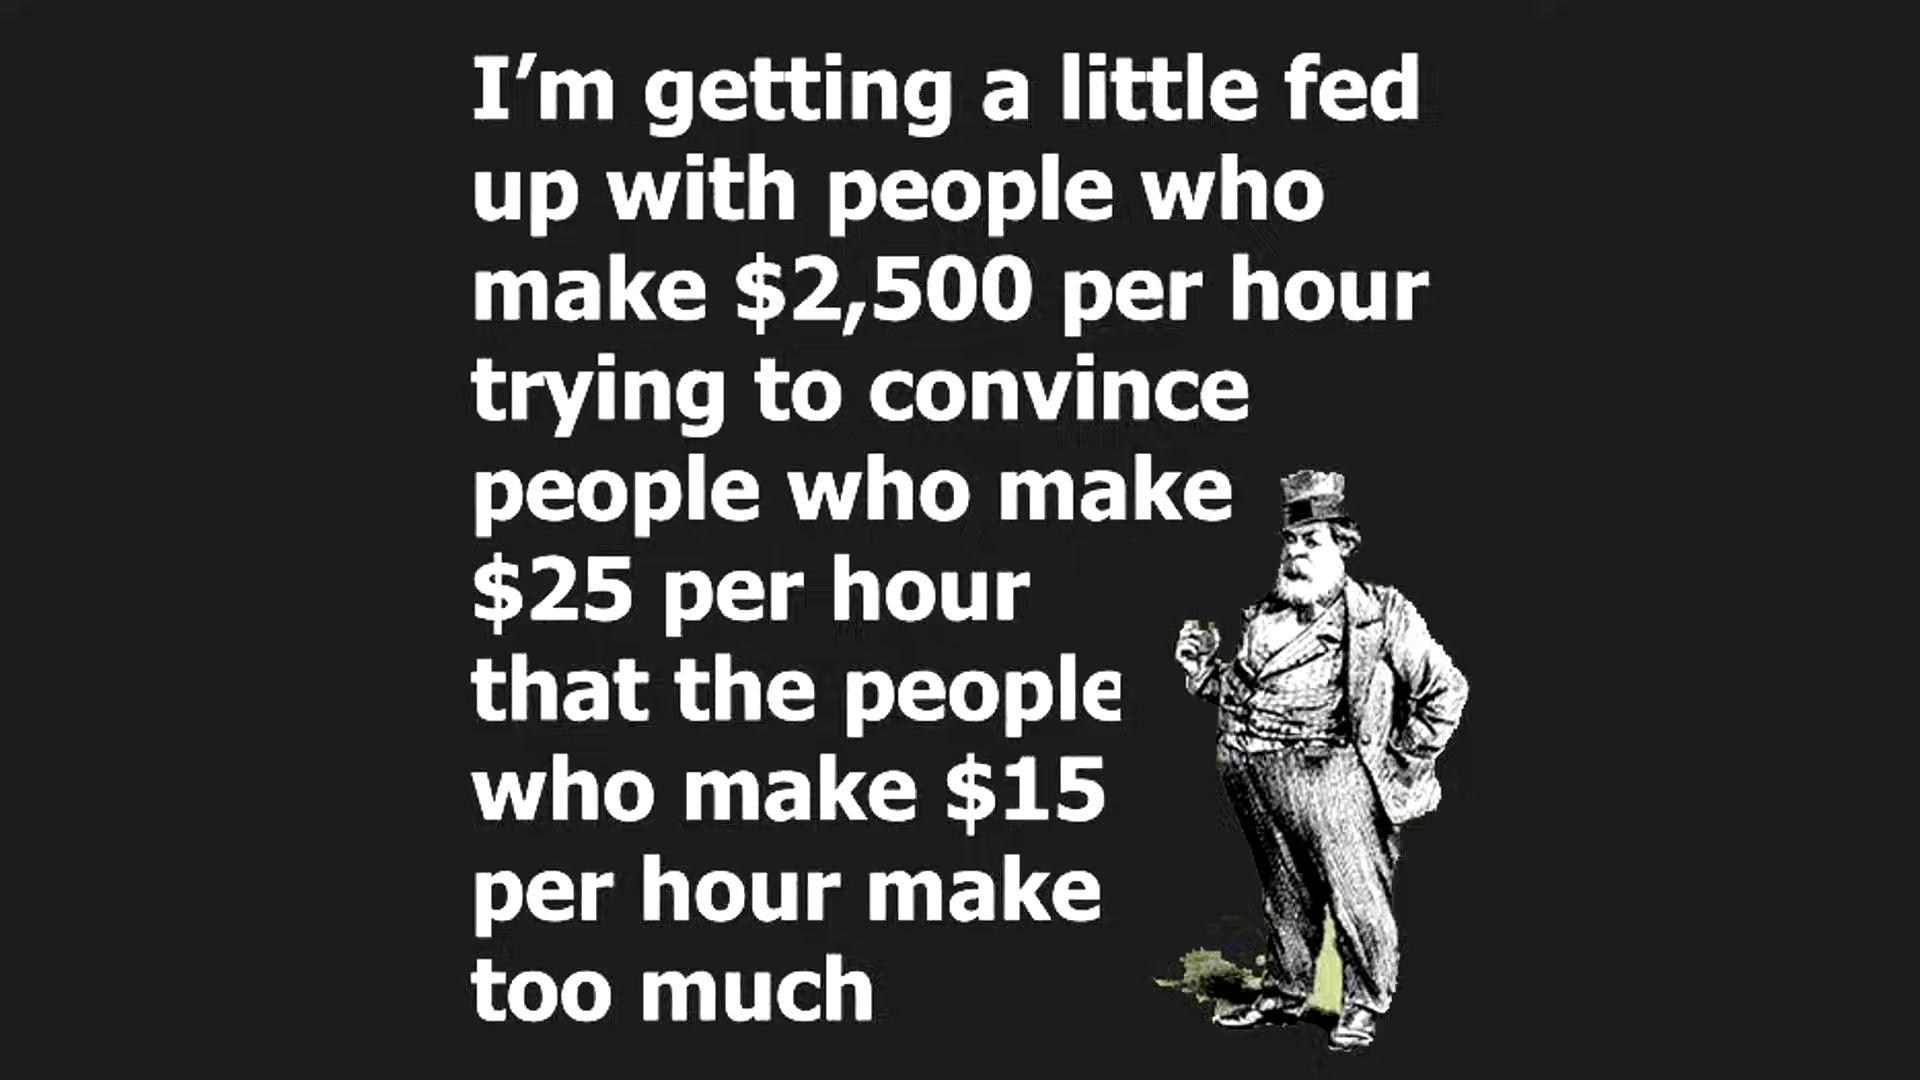 I’m getting a little fed
up with people who
make $2,500 per hour
trying to convince
people who make
$25 per hour
that the people
who make $15
per hour make
too much